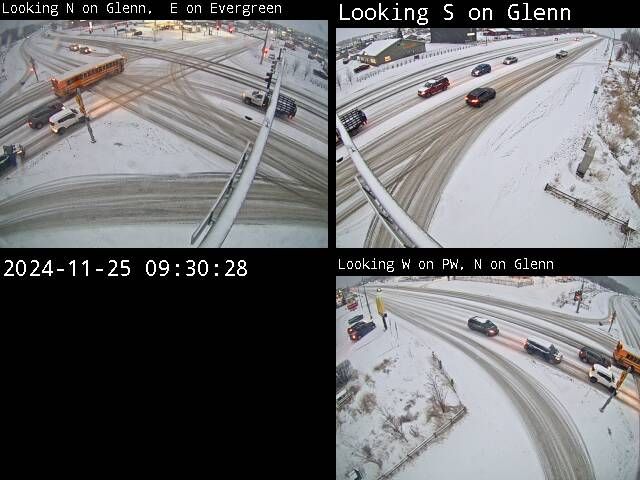 Looking N on Glenn,  E on Evergreen
Looking S on Glenn
2024-11-25 09:30:28
Looking W on PW, N on Glenn